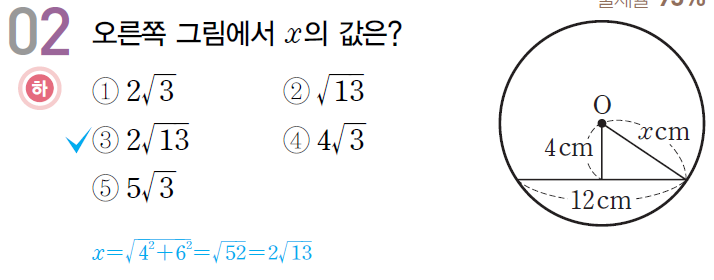 02 오른쪽 그림에서 x의 값은?
하
① 2√3 ② √13
③ 2√13 ④ 4√3
⑤ 5√3
x=√4²+6²=√52=2√13
O
4cm
xcm
12cm